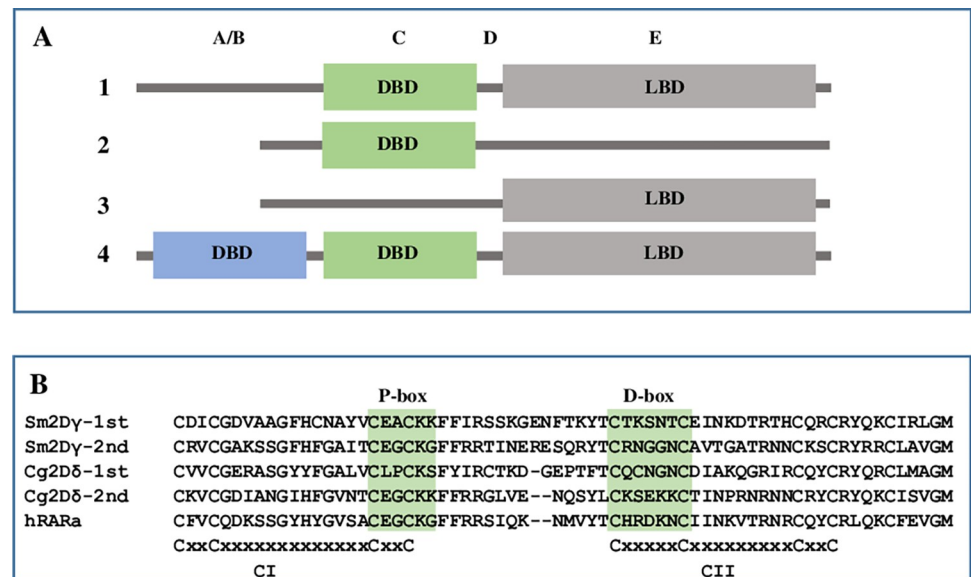 A
A/B C D E
1 DBD LBD
2 DBD
3 LBD
4 DBD DBD LBD
B
P-box D-box
Sm2Dγ-1st CDICGDVAAGFHCNAYVCEACKKFFIRSSKGENFTKYTCTKSNTCEINKDTRTHCQRCRYQKCIRLGM
Sm2Dγ-2nd CRVCGAKSSGFHFGAITCEGCKGFFRRTINERESQRYTCRNGGNCAVTGATRNNCKSCRYRRCLAVGM
Cg2Dδ-1st CVVCGERASGYYFGALVCLPCKSFYIRCTKD-GEPTFTCQCNGNCDIAKQGRIRCQYCRYQRCLMAGM
Cg2Dδ-2nd CKVCGDIANGIHFGVNTCEGCKKFFRRGLVE--NQSYLCKSEKKCTINPRNRNNCRYCRYQKCISVGM
hRARa CFVCQDKSSGYHYGVSACEGCKGFFRRSIQK--NMVYTCHRDKNCIINKVTRNRCQYCRLQKCFEVGM
CxxCxxxxxxxxxxxxxCxxC CxxxxxCxxxxxxxxxCxxC
CI CII